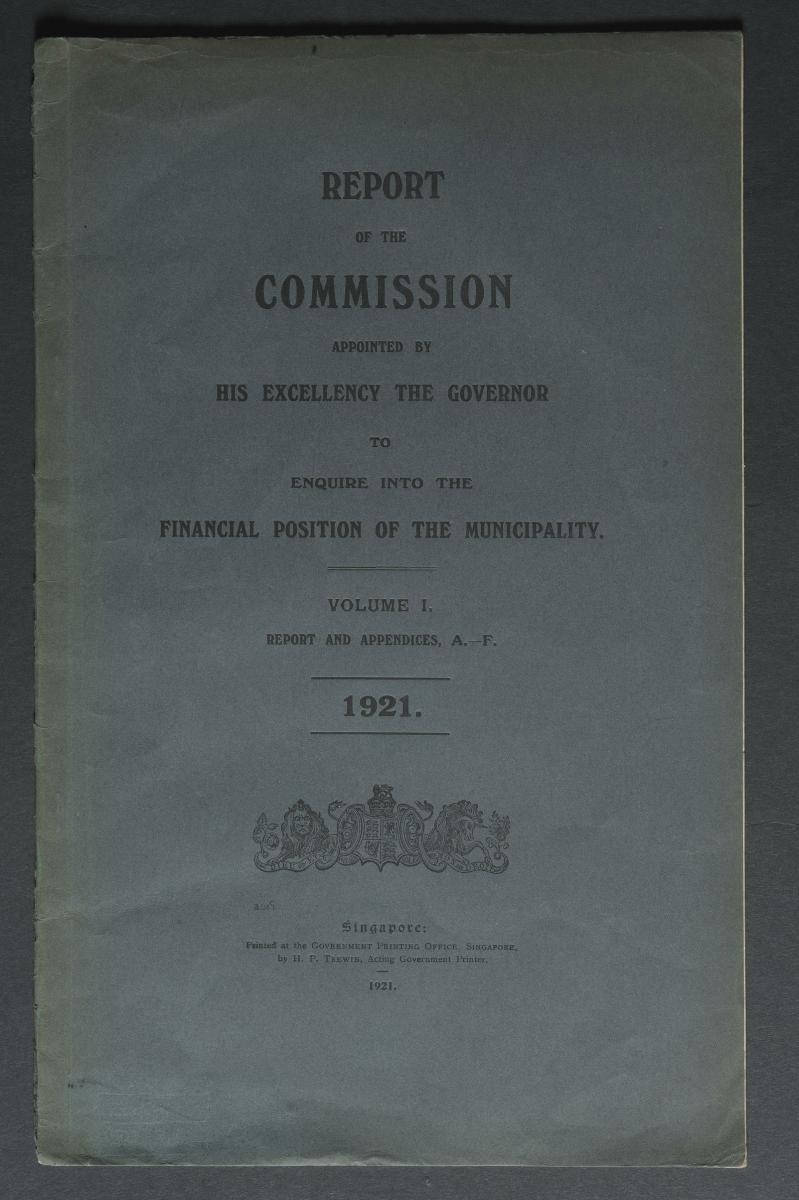 REPORT
OF THE
COMMISSION
APPOINTED BY
HIS EXCELLENCY THE GOVERNOR
TO
ENQUIRE INTO THE
FINANCIAL POSITION OF THE MUNICIPALITY.
VOLUME I.
REPORT AND APPENDICES, A.—F.
1921.
Singapore:
Printed at the GOVERNMENT PRINTING OFFICE, SINGAPORE,
by H. F. TREWIN, Acting Government Printer.
1921.